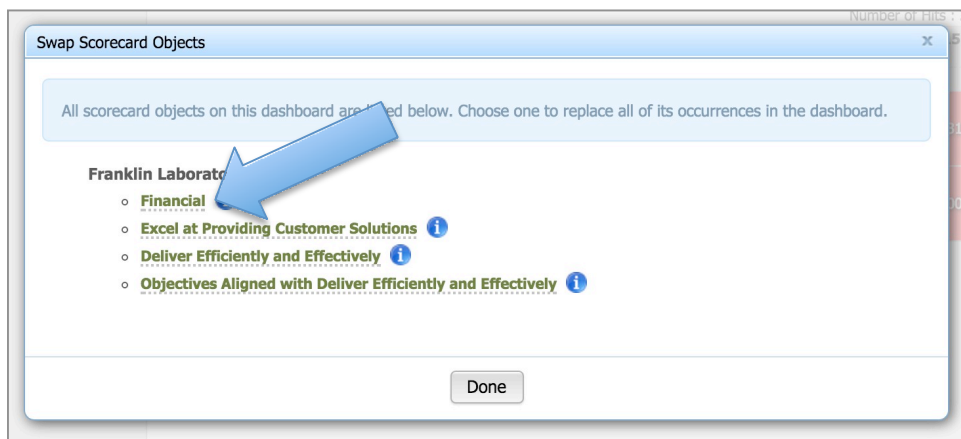 Number of Hits :
Swap Scorecard Objects
x
All scorecard objects on this dashboard are below. Choose one to replace all of its occurrences in the dashboard.
Franklin
Financial
Excel at Providing Customer Solutions
Deliver Efficiently and Effectively
Objectives Aligned with Deliver Efficiently and Effectively
Done